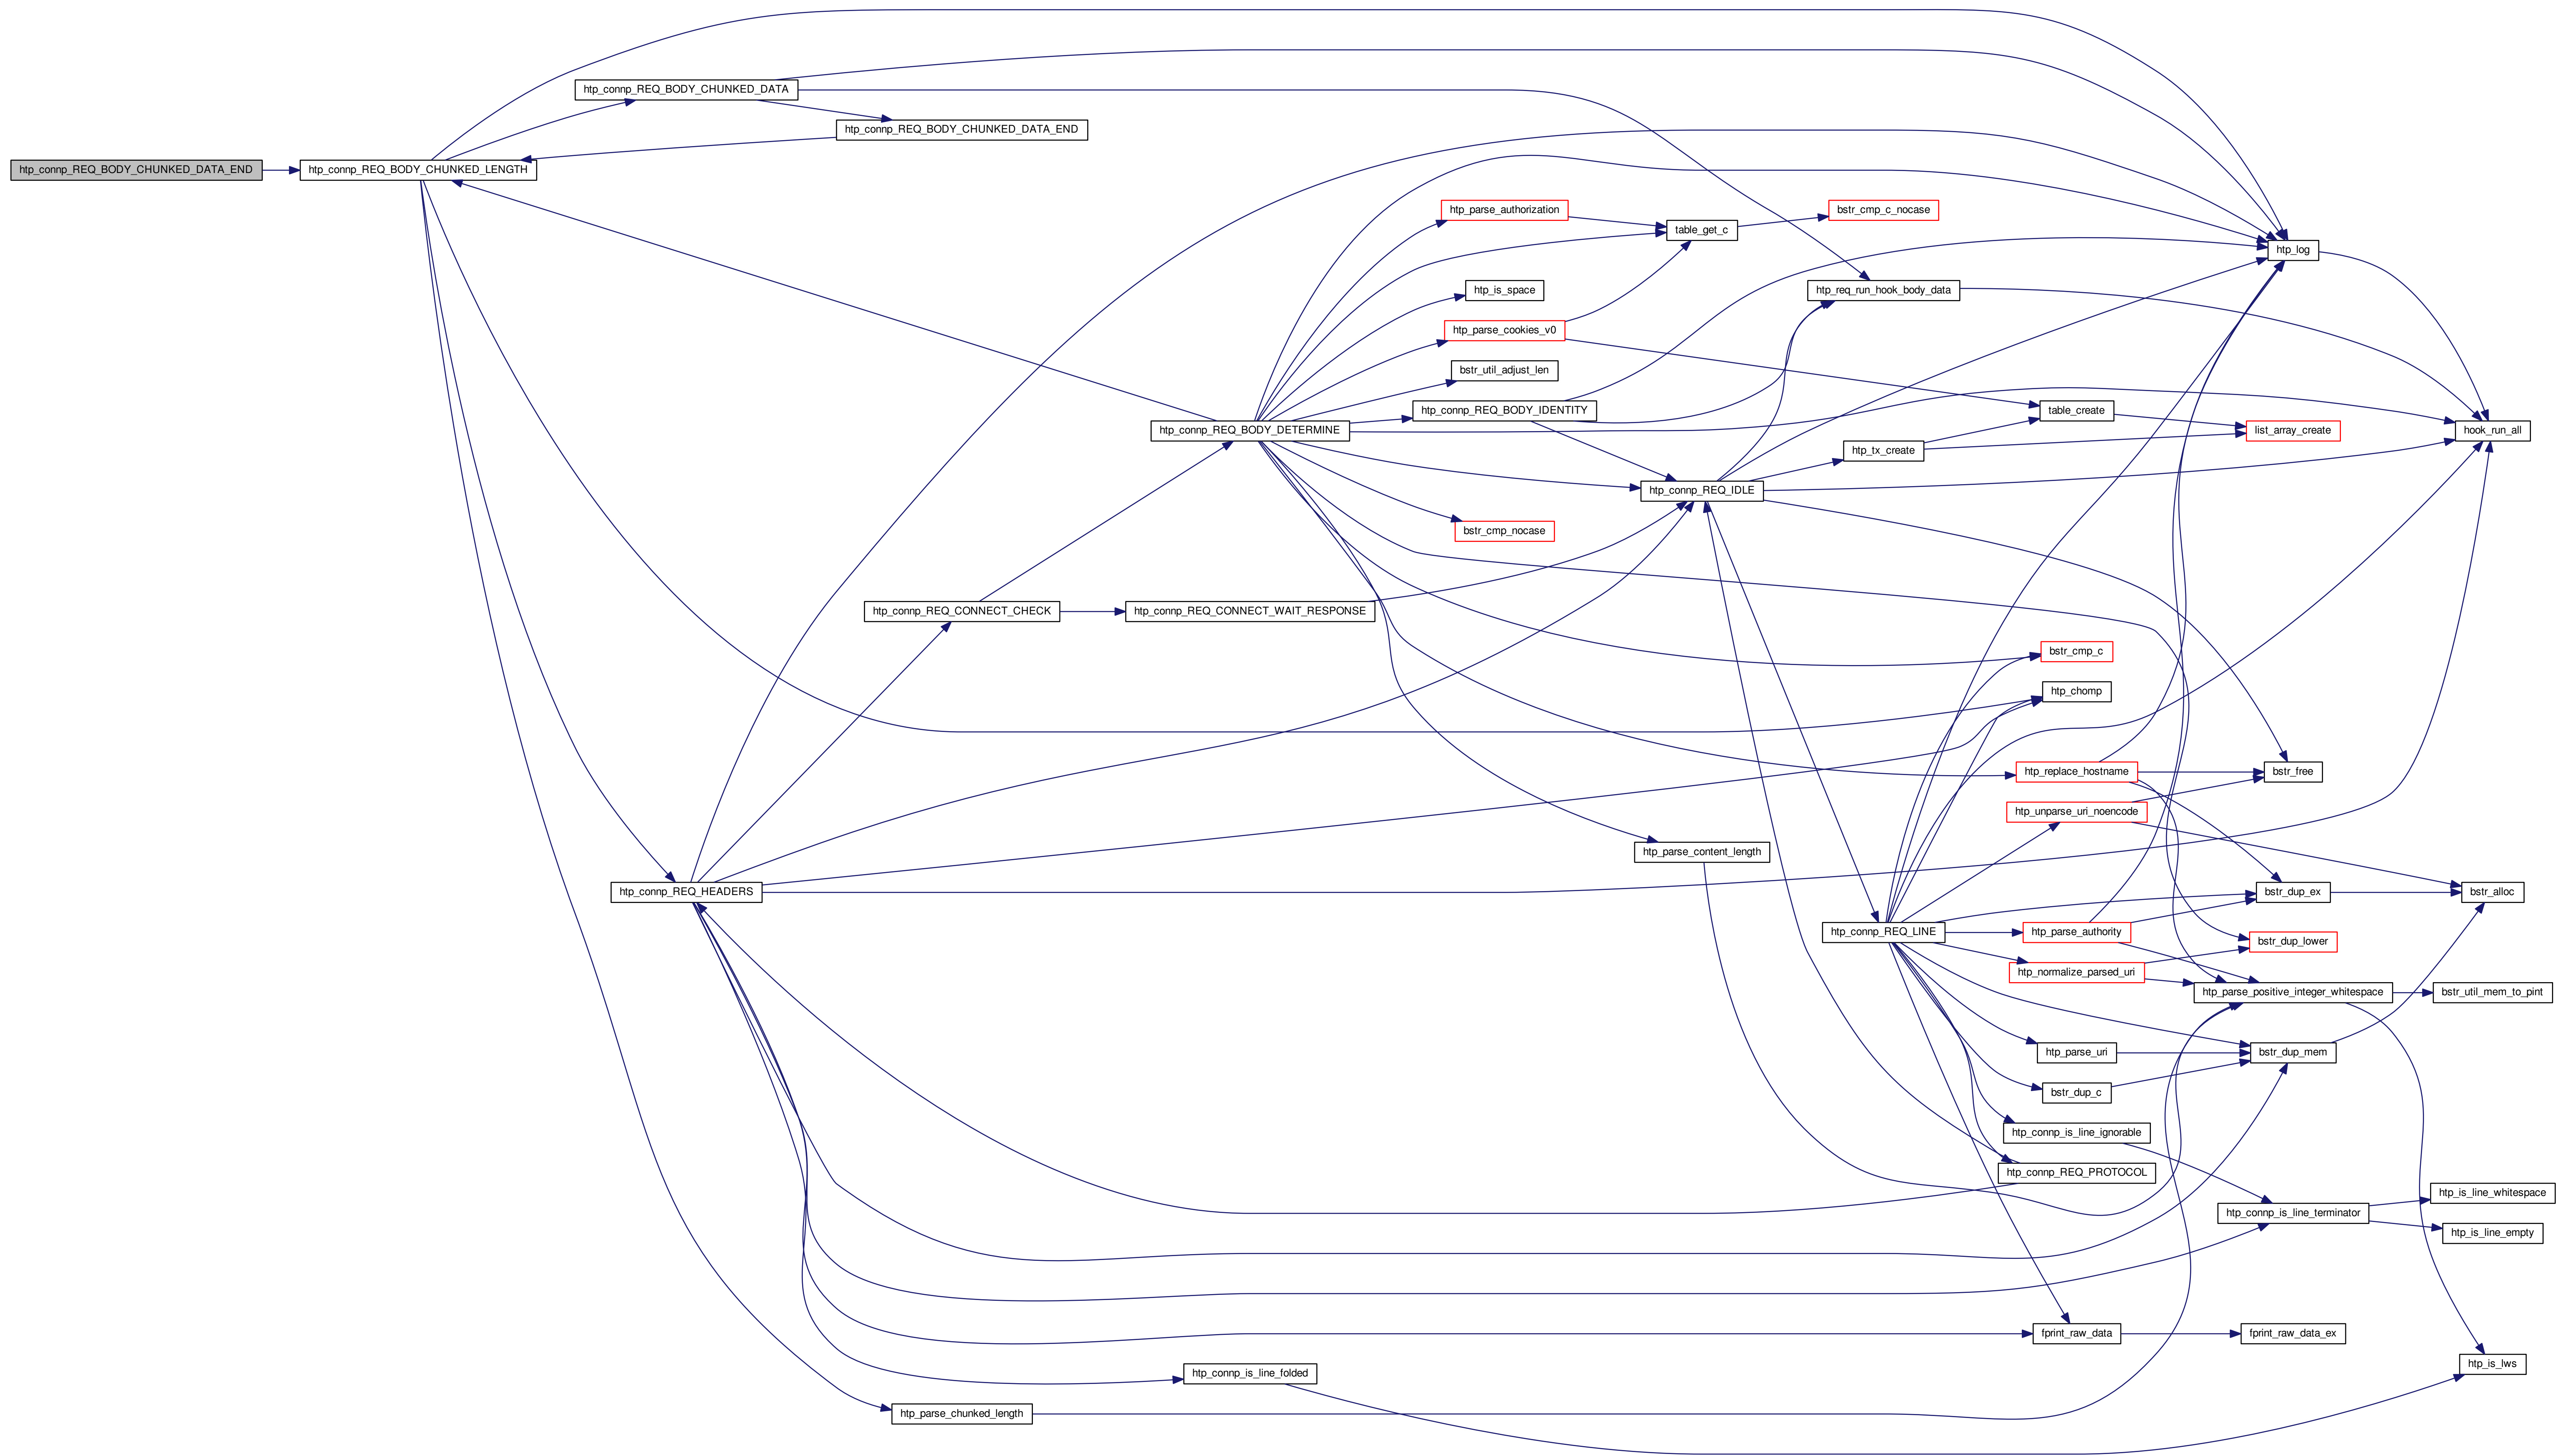 htp_connp_REQ_BODY_CHUNKED_DATA_END
htp_connp_REQ_BODY_CHUNKED_LENGTH
htp_connp_REQ_BODY_CHUNKED_DATA
htp_connp_REQ_BODY_CHUNKED_DATA_END
htp_connp_REQ_HEADERS
htp_connp_REQ_CONNECT_CHECK
htp_parse_chunked_length
htp_connp_REQ_BODY_DETERMINE
htp_connp_REQ_CONNECT_WAIT_RESPONSE
htp_connp_is_line_folded
htp_parse_authorization
htp_is_space
htp_parse_cookies_v0
bstr_util_adjust_len
htp_connp_REQ_BODY_IDENTITY
bstr_cmp_nocase
table_get_c
htp_connp_REQ_IDLE
htp_parse_content_length
bstr_cmp_c_nocase
htp_req_run_hook_body_data
htp_tx_create
htp_connp_REQ_LINE
table_create
bstr_cmp_c
htp_chomp
htp_replace_hostname
htp_unparse_uri_noencode
htp_parse_authority
htp_normalize_parsed_uri
htp_parse_uri
bstr_dup_c
htp_connp_is_line_ignorable
htp_connp_REQ_PROTOCOL
fprint_raw_data
htp_log
list_array_create
bstr_free
bstr_dup_ex
bstr_dup_lower
htp_parse_positive_integer_whitespace
bstr_dup_mem
htp_connp_is_line_terminator
fprint_raw_data_ex
hook_run_all
bstr_alloc
bstr_util_mem_to_pint
htp_is_line_whitespace
htp_is_line_empty
htp_is_lws